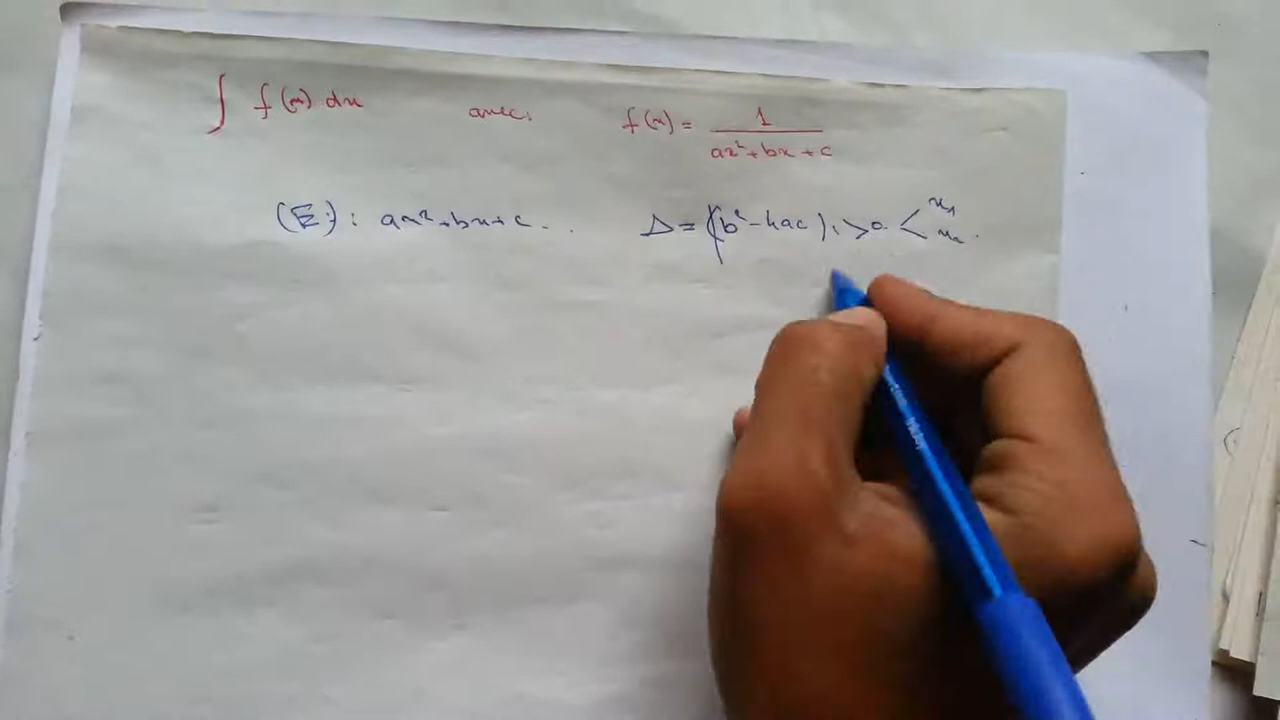 ∫ f(x) dx avec: f(x) = 1 / (ax² + bx + c)
(E): ax² + bx + c. . . Δ = (b² - 4ac), > 0 < x₁ x₂.